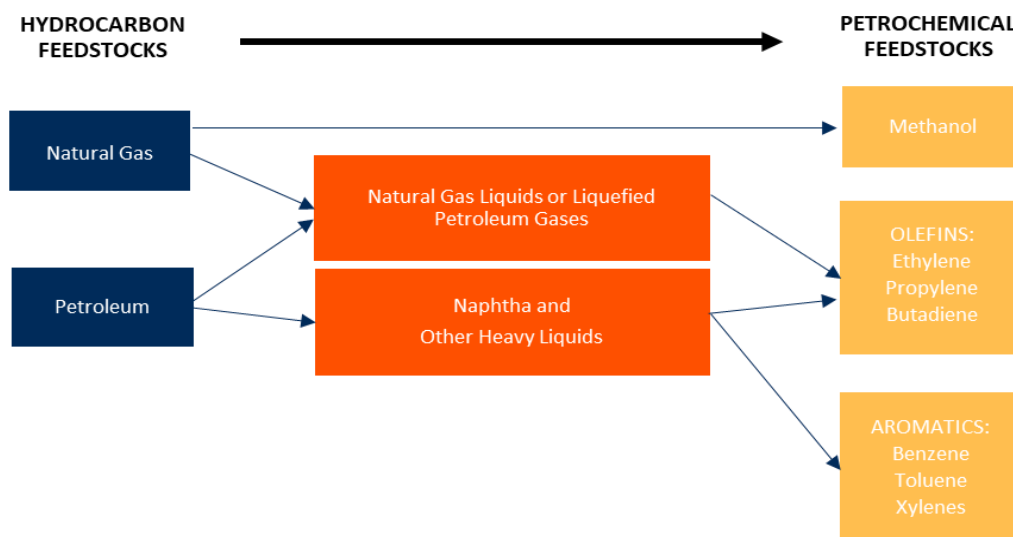 HYDROCARBON
FEEDSTOCKS
PETROCHEMICAL
FEEDSTOCKS
Natural Gas
Methanol
Natural Gas Liquids or Liquefied
Petroleum Gases
OLEFINS:
Ethylene
Propylene
Butadiene
Petroleum
Naphtha and
Other Heavy Liquids
AROMATICS:
Benzene
Toluene
Xylenes